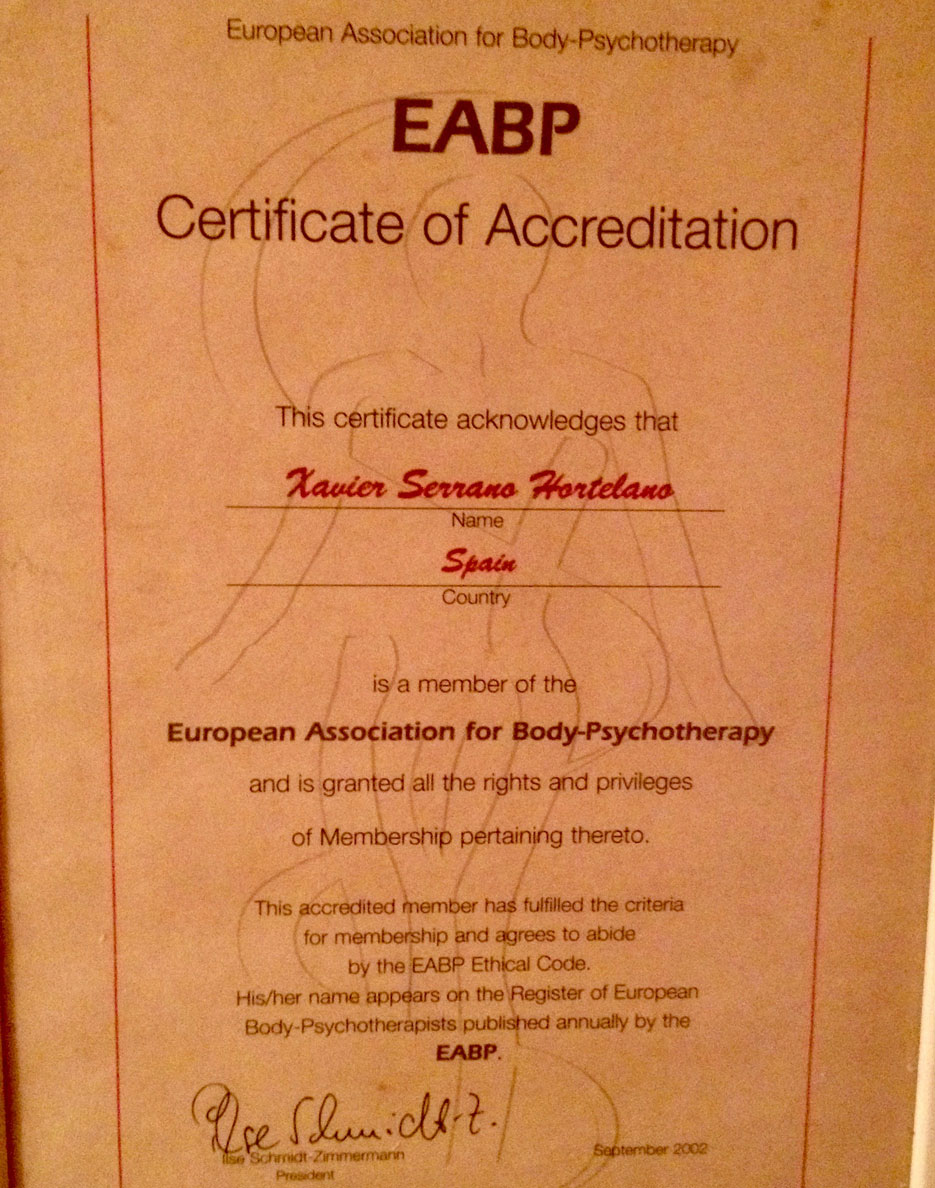 European Association for Body-Psychotherapy
EABP
Certificate of Accreditation
This certificate acknowledges that
Xavier Serrano Hortelano
Name
Spain
Country
is a member of the
European Association for Body-Psychotherapy
and is granted all the rights and privileges
of Membership pertaining thereto.
This accredited member has fulfilled the criteria
for membership and agrees to abide
by the EABP Ethical Code.
His/her name appears on the Register of European
Body-Psychotherapists published annually by the
EABP.
Ilse Schmidt-Z.
Ilse Schmidt-Zimmermann
September 2002
President